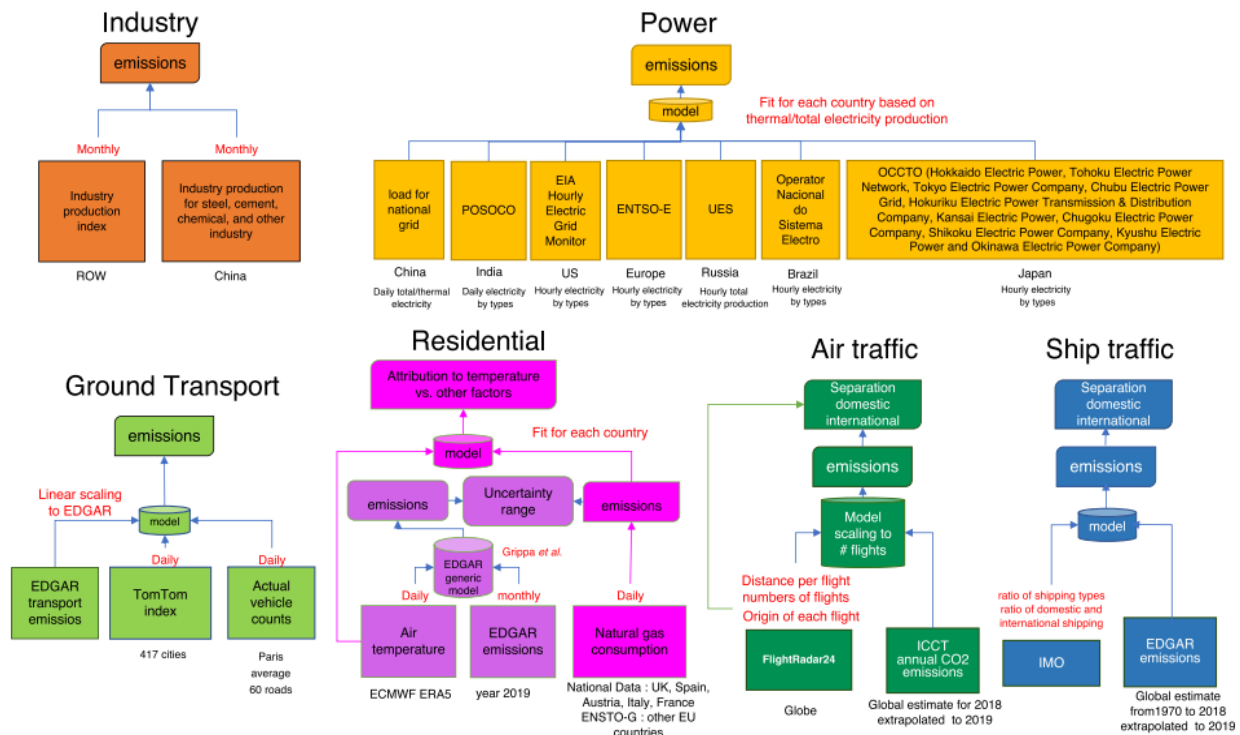 Industry
emissions
Monthly
Monthly
Industry
production
index
Industry production
for steel, cement,
chemical, and other
industry
ROW
China
Power
emissions
model
Fit for each country based on
thermal/total electricity production
load for
national
grid
POSOCO
EIA
Hourly
Electric
Grid
Monitor
ENTSO-E
UES
Operator
Nacional
do
Sistema
Electro
OCCTO (Hokkaido Electric Power, Tohoku Electric Power
Network, Tokyo Electric Power Company, Chubu Electric Power
Grid, Hokuriku Electric Power Transmission & Distribution
Company, Kansai Electric Power, Chugoku Electric Power
Company, Shikoku Electric Power Company, Kyushu Electric
Power and Okinawa Electric Power Company)
China
Daily total/thermal
electricity
India
Daily electricity
by types
US
Hourly electricity
by types
Europe
Hourly electricity
by types
Russia
Hourly total
electricity production
Brazil
Hourly electricity
by types
Japan
Hourly electricity
by types
Ground Transport
emissions
Linear scaling
to EDGAR
model
Daily
Daily
EDGAR
transport
emissios
TomTom
index
Actual
vehicle
counts
417 cities
Paris
average
60 roads
Residential
Attribution to temperature
vs. other factors
Fit for each country
model
emissions
Uncertainty
range
emissions
Grippa et al.
EDGAR
generic
model
Daily
monthly
Daily
Air
temperature
EDGAR
emissions
Natural gas
consumption
ECMWF ERA5
year 2019
National Data : UK, Spain,
Austria, Italy, France
ENSTO-G : other EU
countries
Air traffic
Separation
domestic
international
emissions
Model
scaling to
# flights
Distance per flight
numbers of flights
Origin of each flight
FlightRadar24
ICCT
annual CO2
emissions
Globe
Global estimate for 2018
extrapolated to 2019
Ship traffic
Separation
domestic
international
emissions
model
ratio of shipping types
ratio of domestic and
international shipping
IMO
EDGAR
emissions
Global estimate
from1970 to 2018
extrapolated to 2019